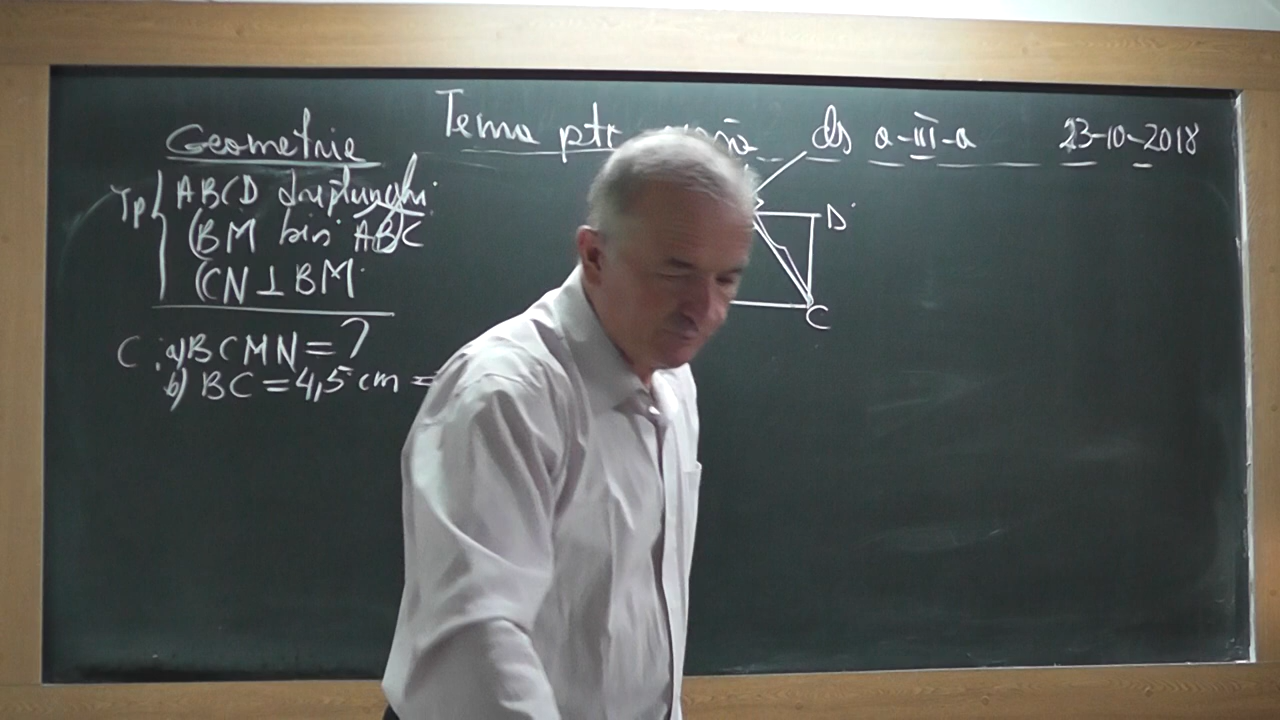 Tema ptr ds a-III-a 23-10-2018
Geometrie
Ip { ABCD dreptunghi
(BM bis ABC
(CN ⊥ BM
C: a) BCMN = ?
b) BC = 4,5 cm =
D
C